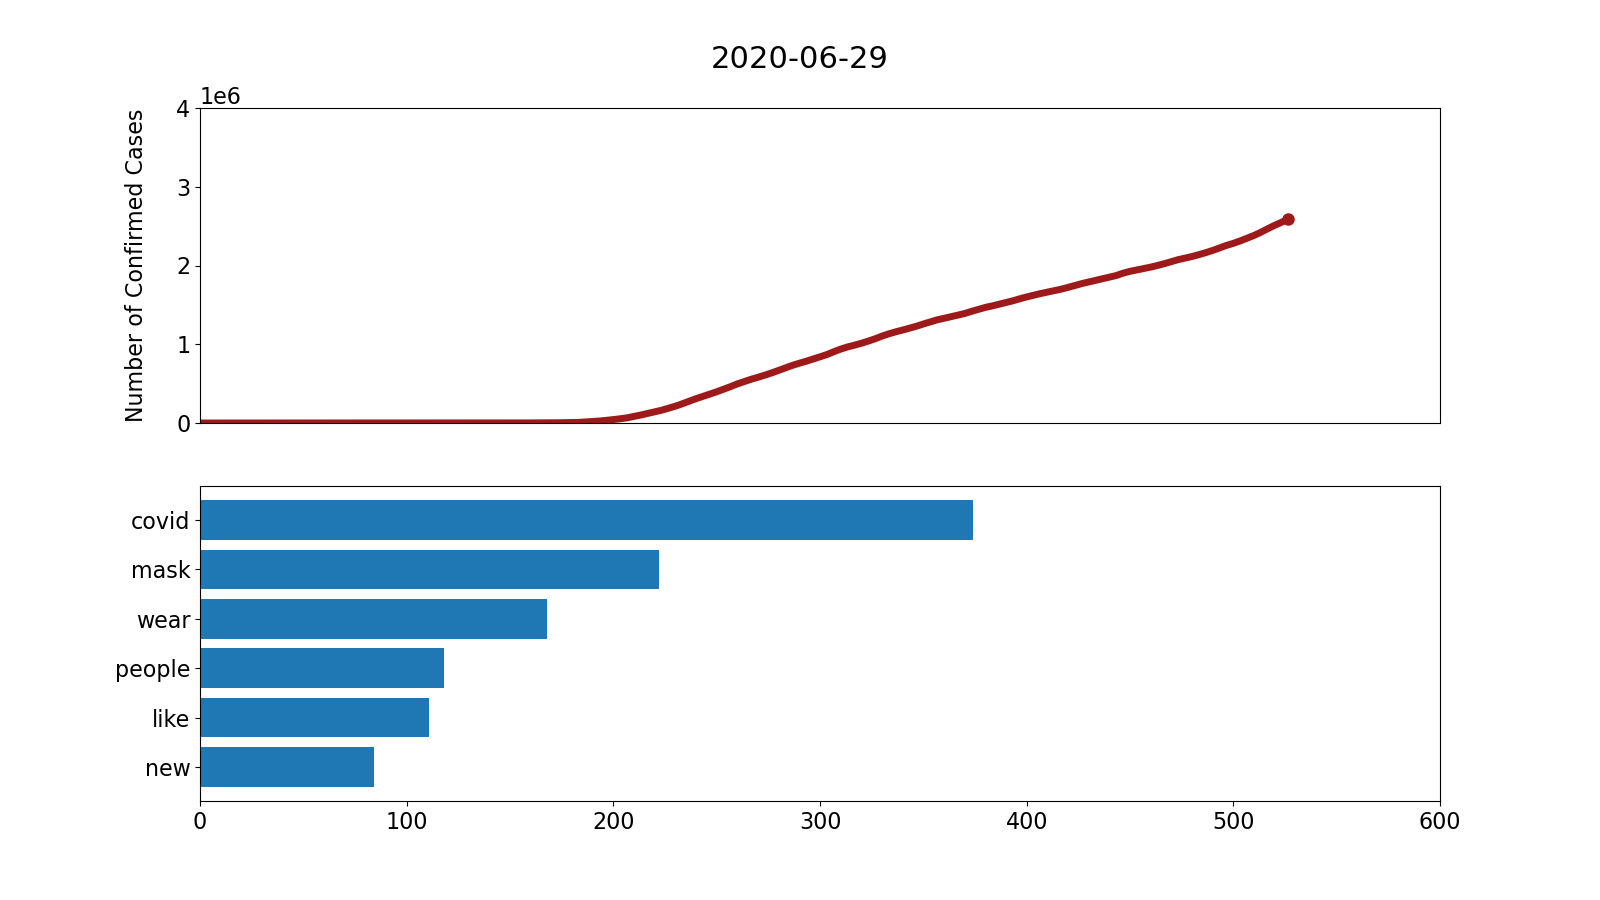 2020-06-29
1e6
Number of Confirmed Cases
4
3
2
1
0
covid
mask
wear
people
like
new
0 100 200 300 400 500 600